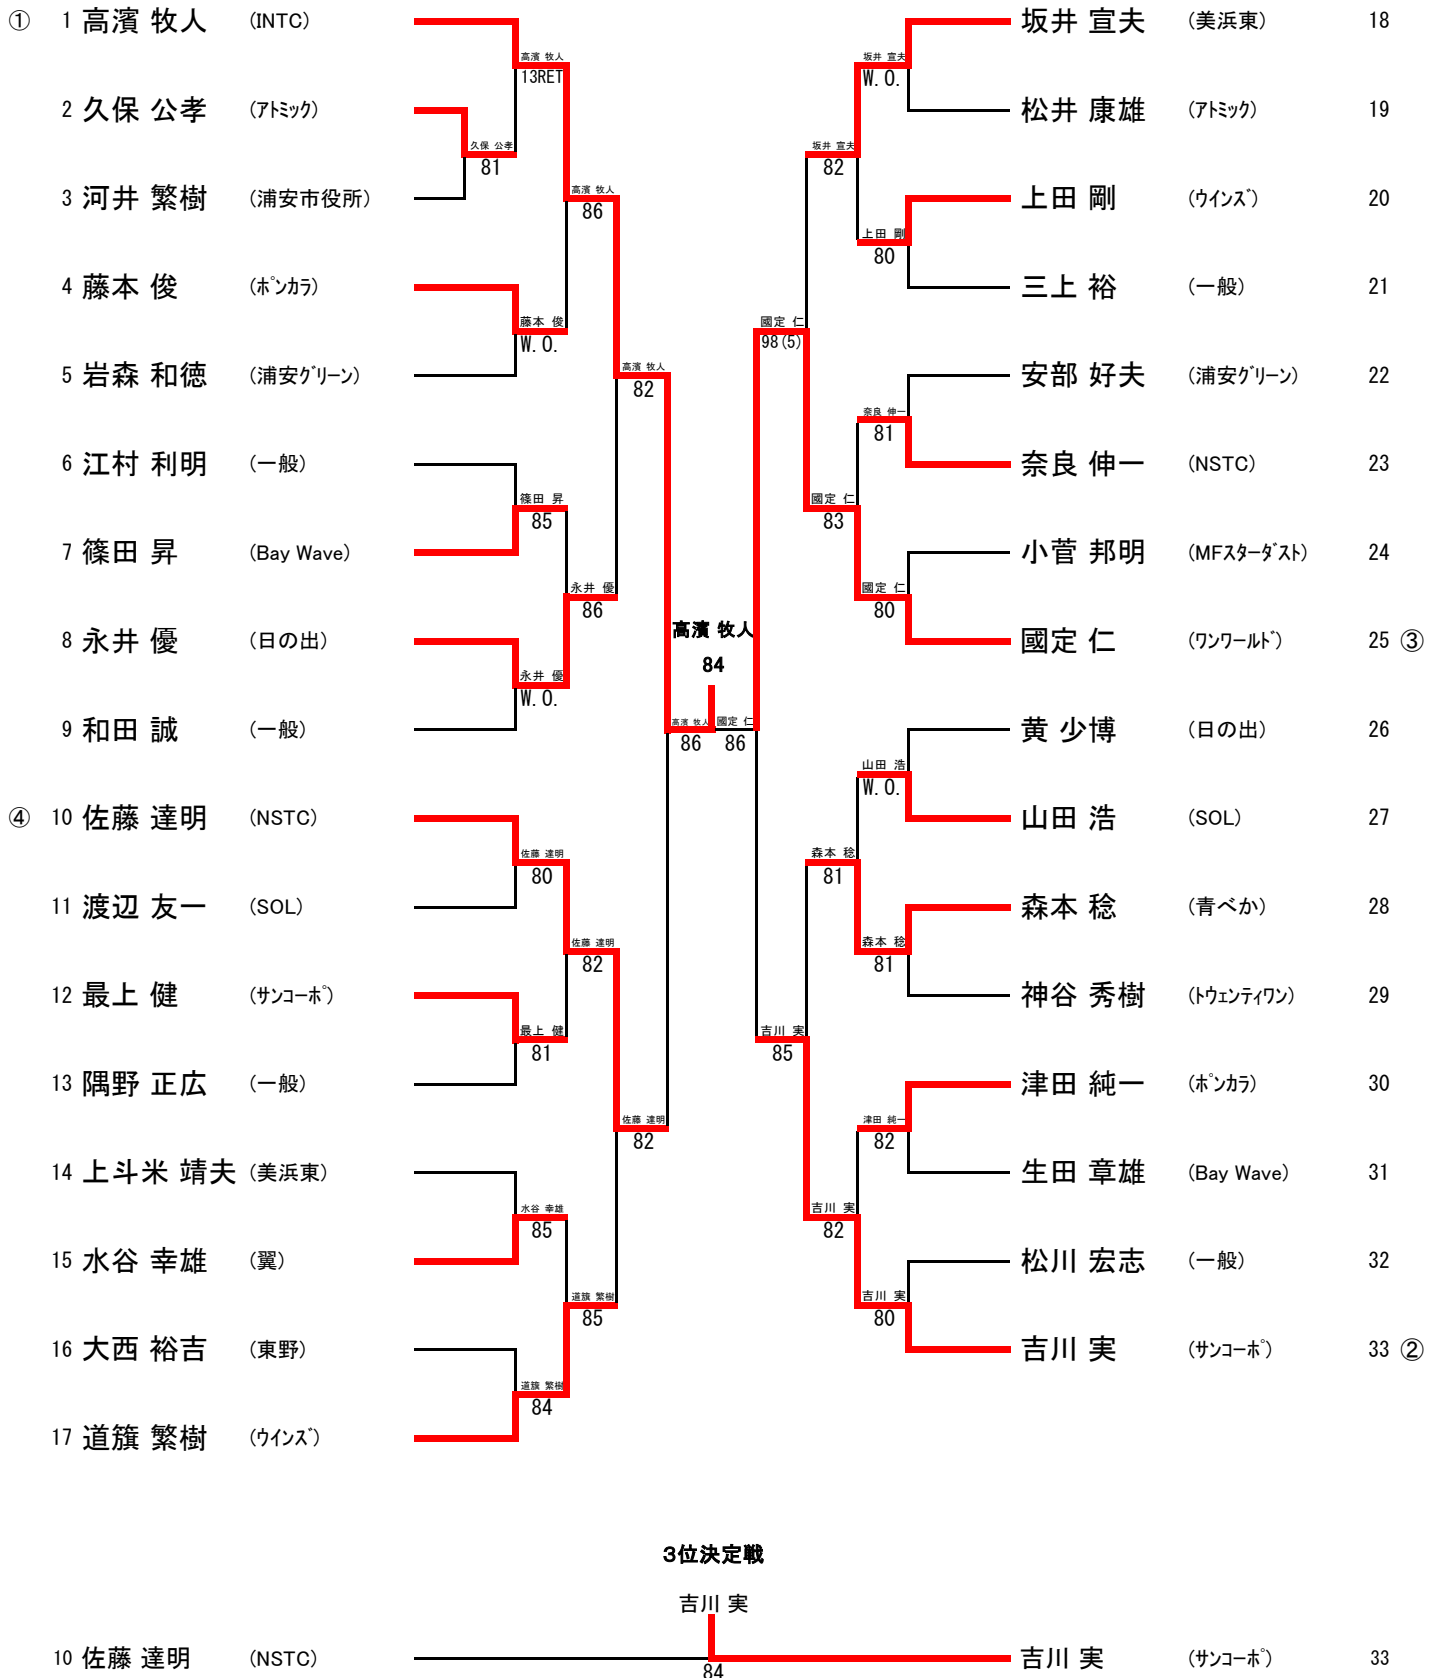 ① 1 高濱 牧人 (INTC)
高濱 牧人
13RET
2 久保 公孝 (アトミック)
久保 公孝
81
3 河井 繁樹 (浦安市役所)
高濱 牧人
86
4 藤本 俊 (ポンカラ)
藤本 俊
W.O.
5 岩森 和徳 (浦安グリーン)
高濱 牧人
82
6 江村 利明 (一般)
篠田 昇
85
7 篠田 昇 (Bay Wave)
永井 優
86
8 永井 優 (日の出)
永井 優
W.O.
9 和田 誠 (一般)
高濱 牧人
86
④ 10 佐藤 達明 (NSTC)
佐藤 達明
80
11 渡辺 友一 (SOL)
佐藤 達明
82
12 最上 健 (サンコーポ)
最上 健
81
13 隅野 正広 (一般)
佐藤 達明
82
14 上斗米 靖夫 (美浜東)
水谷 幸雄
85
15 水谷 幸雄 (翼)
道簱 繁樹
85
16 大西 裕吉 (東野)
道簱 繁樹
84
17 道簱 繁樹 (ウインズ)
高濱 牧人
84
坂井 宣夫 (美浜東) 18
坂井 宣夫
W.O.
松井 康雄 (アトミック) 19
坂井 宣夫
82
上田 剛 (ウインズ) 20
上田 剛
80
三上 裕 (一般) 21
國定 仁
98(5)
安部 好夫 (浦安グリーン) 22
奈良 伸一
81
奈良 伸一 (NSTC) 23
國定 仁
83
小菅 邦明 (MFスターダスト) 24
國定 仁
80
國定 仁 (ワンワールド) 25 ③
國定 仁
86
黄 少博 (日の出) 26
山田 浩
W.O.
山田 浩 (SOL) 27
森本 稔
81
森本 稔 (青べか) 28
森本 稔
81
神谷 秀樹 (トウェンティワン) 29
吉川 実
85
津田 純一 (ポンカラ) 30
津田 純一
82
生田 章雄 (Bay Wave) 31
吉川 実
82
松川 宏志 (一般) 32
吉川 実
80
吉川 実 (サンコーポ) 33 ②
3位決定戦
吉川 実
10 佐藤 達明 (NSTC)
84
吉川 実 (サンコーポ) 33